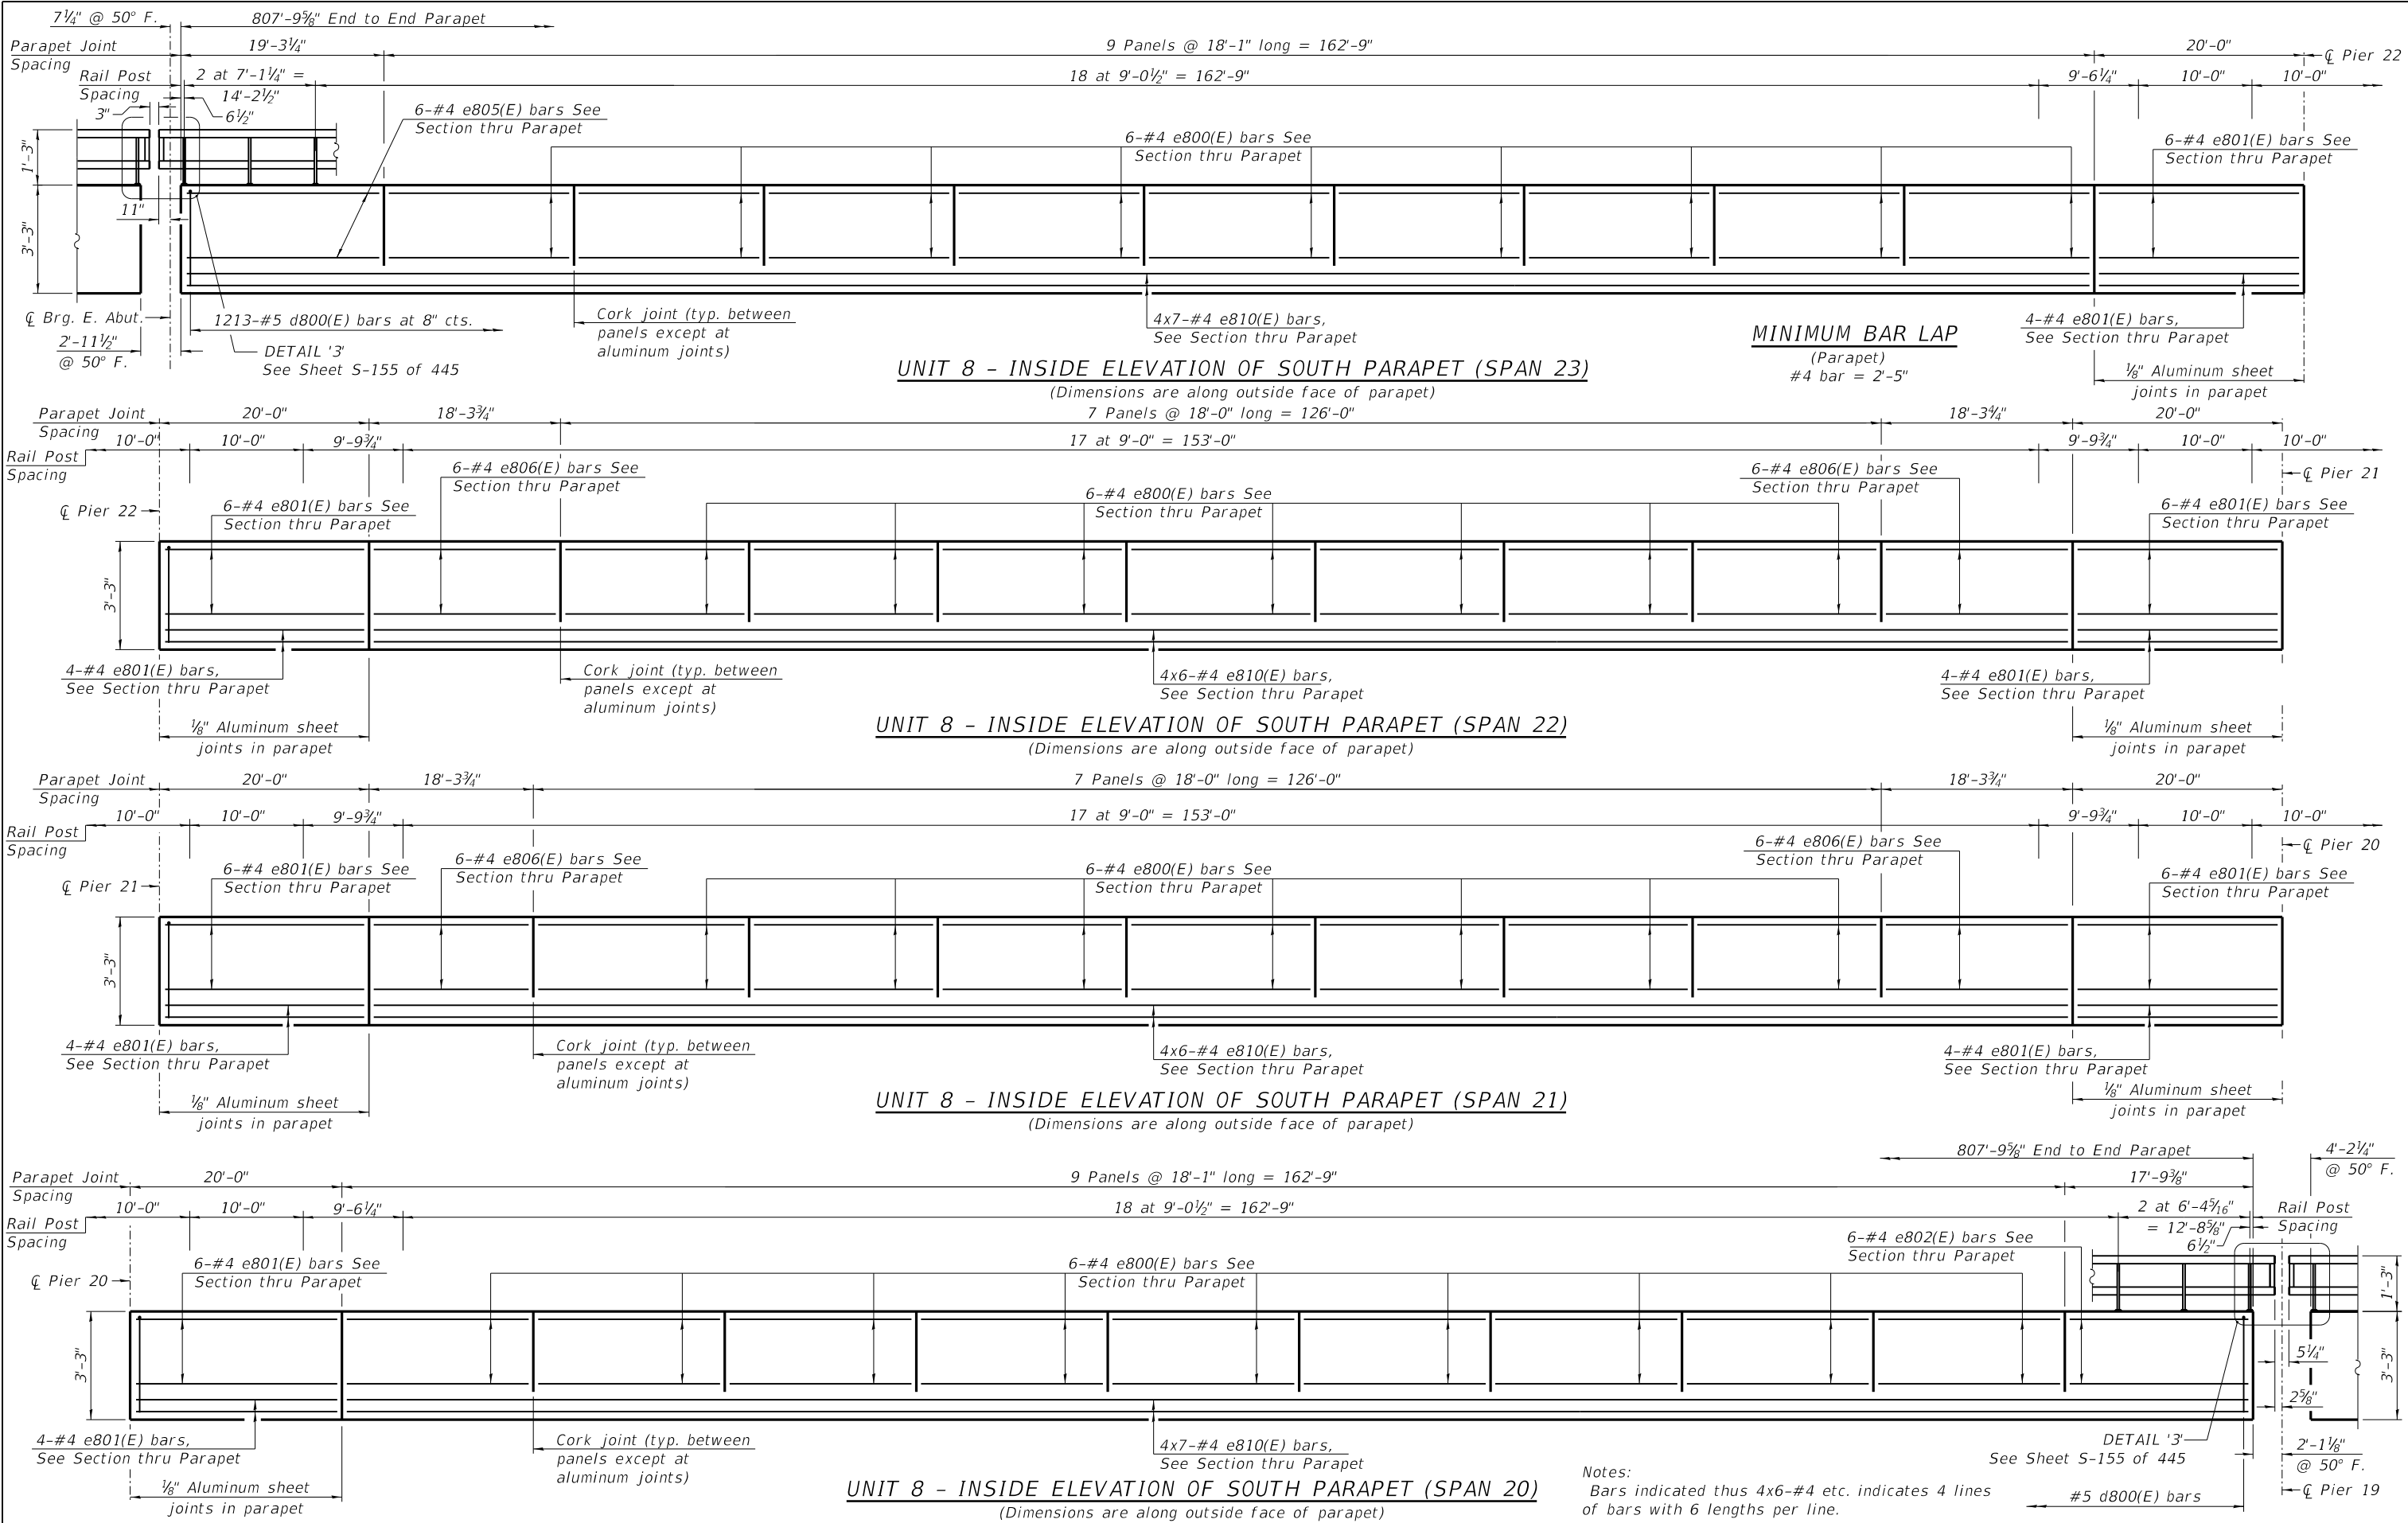 7¼" @ 50° F.
807'-9⅝" End to End Parapet
Parapet Joint
Spacing
19'-3¼"
9 Panels @ 18'-1" long = 162'-9"
20'-0"
℄ Pier 22
Rail Post
Spacing
2 at 7'-1¼" =
14'-2½"
18 at 9'-0½" = 162'-9"
9'-6¼"
10'-0"
10'-0"
3"
6½"
6-#4 e805(E) bars See
Section thru Parapet
6-#4 e800(E) bars See
Section thru Parapet
6-#4 e801(E) bars See
Section thru Parapet
1'-3"
3'-3"
11"
℄ Brg. E. Abut.
2'-11½"
@ 50° F.
1213-#5 d800(E) bars at 8" cts.
DETAIL '3'
See Sheet S-155 of 445
Cork joint (typ. between
panels except at
aluminum joints)
4x7-#4 e810(E) bars,
See Section thru Parapet
4-#4 e801(E) bars,
See Section thru Parapet
MINIMUM BAR LAP
(Parapet)
#4 bar = 2'-5"
⅛" Aluminum sheet
joints in parapet
UNIT 8 - INSIDE ELEVATION OF SOUTH PARAPET (SPAN 23)
(Dimensions are along outside face of parapet)
Parapet Joint
Spacing
20'-0"
18'-3¾"
7 Panels @ 18'-0" long = 126'-0"
18'-3¾"
20'-0"
Rail Post
Spacing
10'-0"
10'-0"
9'-9¾"
17 at 9'-0" = 153'-0"
9'-9¾"
10'-0"
10'-0"
℄ Pier 22
℄ Pier 21
6-#4 e801(E) bars See
Section thru Parapet
6-#4 e806(E) bars See
Section thru Parapet
6-#4 e800(E) bars See
Section thru Parapet
6-#4 e806(E) bars See
Section thru Parapet
6-#4 e801(E) bars See
Section thru Parapet
3'-3"
4-#4 e801(E) bars,
See Section thru Parapet
Cork joint (typ. between
panels except at
aluminum joints)
4x6-#4 e810(E) bars,
See Section thru Parapet
4-#4 e801(E) bars,
See Section thru Parapet
⅛" Aluminum sheet
joints in parapet
⅛" Aluminum sheet
joints in parapet
UNIT 8 - INSIDE ELEVATION OF SOUTH PARAPET (SPAN 22)
(Dimensions are along outside face of parapet)
Parapet Joint
Spacing
20'-0"
18'-3¾"
7 Panels @ 18'-0" long = 126'-0"
18'-3¾"
20'-0"
Rail Post
Spacing
10'-0"
10'-0"
9'-9¾"
17 at 9'-0" = 153'-0"
9'-9¾"
10'-0"
10'-0"
℄ Pier 21
℄ Pier 20
6-#4 e801(E) bars See
Section thru Parapet
6-#4 e806(E) bars See
Section thru Parapet
6-#4 e800(E) bars See
Section thru Parapet
6-#4 e806(E) bars See
Section thru Parapet
6-#4 e801(E) bars See
Section thru Parapet
3'-3"
4-#4 e801(E) bars,
See Section thru Parapet
Cork joint (typ. between
panels except at
aluminum joints)
4x6-#4 e810(E) bars,
See Section thru Parapet
4-#4 e801(E) bars,
See Section thru Parapet
⅛" Aluminum sheet
joints in parapet
⅛" Aluminum sheet
joints in parapet
UNIT 8 - INSIDE ELEVATION OF SOUTH PARAPET (SPAN 21)
(Dimensions are along outside face of parapet)
807'-9⅝" End to End Parapet
4'-2¼"
@ 50° F.
Parapet Joint
Spacing
20'-0"
9 Panels @ 18'-1" long = 162'-9"
17'-9⅜"
Rail Post
Spacing
10'-0"
10'-0"
9'-6¼"
18 at 9'-0½" = 162'-9"
2 at 6'-4 5/16"
= 12'-8⅝"
6½"
Rail Post
Spacing
℄ Pier 20
6-#4 e801(E) bars See
Section thru Parapet
6-#4 e800(E) bars See
Section thru Parapet
6-#4 e802(E) bars See
Section thru Parapet
3'-3"
1'-3"
3'-3"
5¼"
2⅝"
2'-1⅛"
@ 50° F.
℄ Pier 19
4-#4 e801(E) bars,
See Section thru Parapet
Cork joint (typ. between
panels except at
aluminum joints)
4x7-#4 e810(E) bars,
See Section thru Parapet
DETAIL '3'
See Sheet S-155 of 445
#5 d800(E) bars
⅛" Aluminum sheet
joints in parapet
UNIT 8 - INSIDE ELEVATION OF SOUTH PARAPET (SPAN 20)
(Dimensions are along outside face of parapet)
Notes:
Bars indicated thus 4x6-#4 etc. indicates 4 lines
of bars with 6 lengths per line.